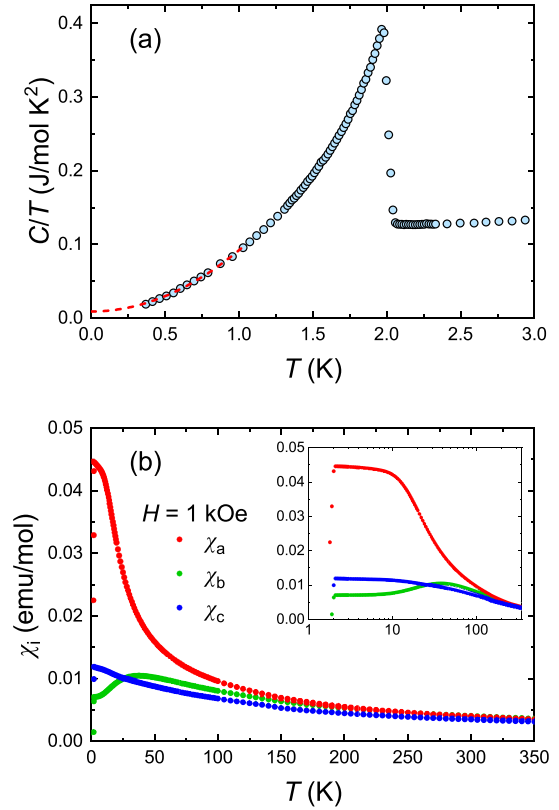 (a)
C/T (J/mol K²)
0.4
0.3
0.2
0.1
0.0
0.0 0.5 1.0 1.5 2.0 2.5 3.0
T (K)
(b)
χi (emu/mol)
0.05
0.04
0.03
0.02
0.01
0.00
H = 1 kOe
χa
χb
χc
0.05
0.04
0.03
0.02
0.01
0.00
1 10 100
0 50 100 150 200 250 300 350
T (K)